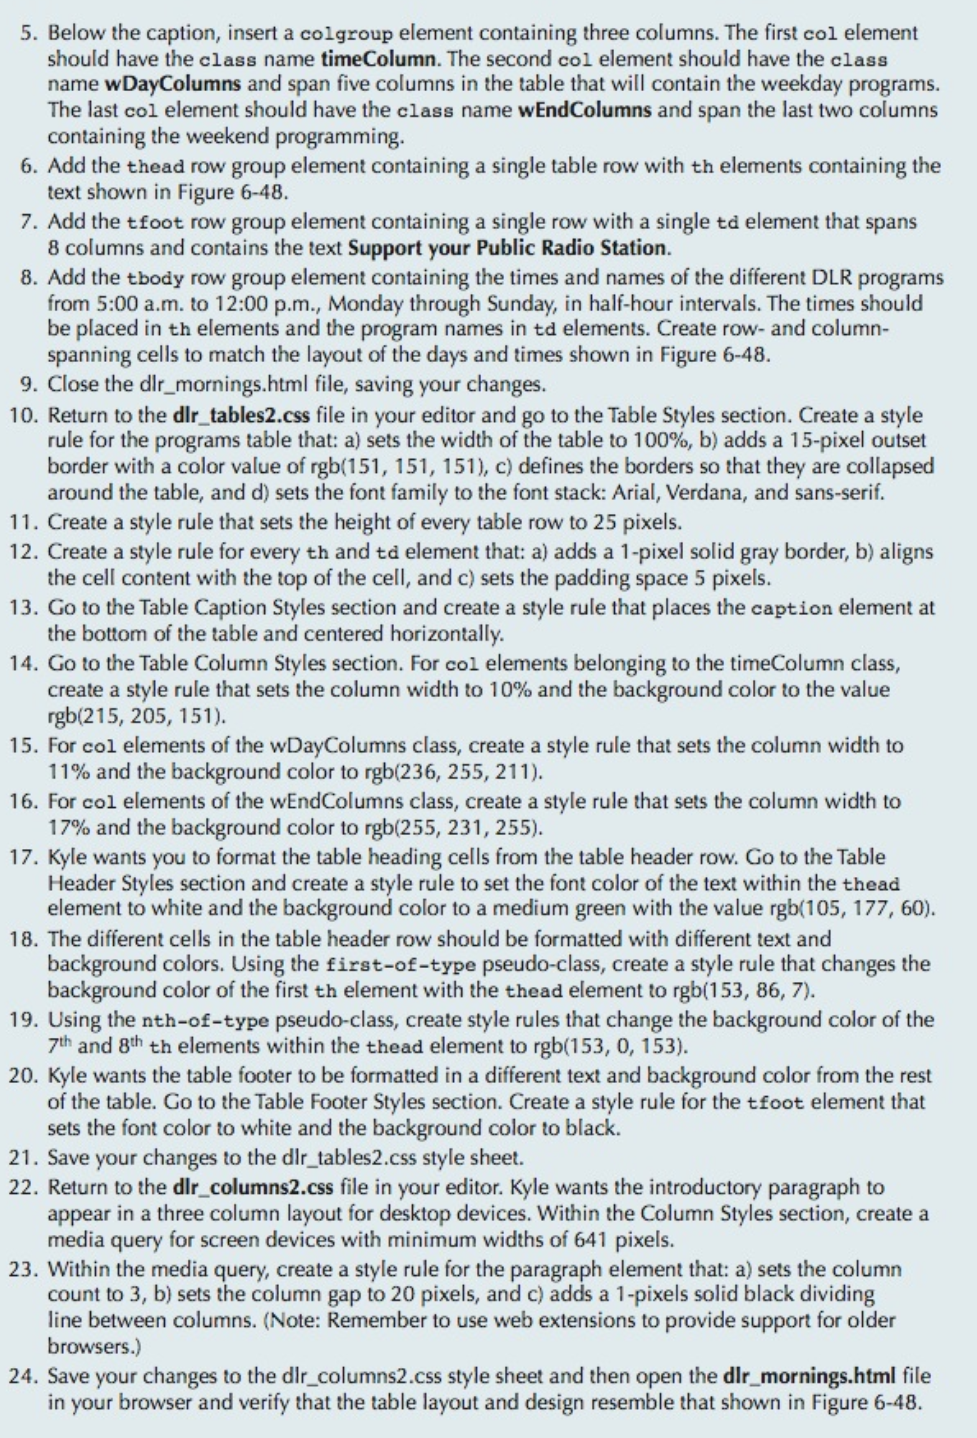 5. Below the caption, insert a colgroup element containing three columns. The first col element
should have the class name timeColumn. The second col element should have the class
name wDayColumns and span five columns in the table that will contain the weekday programs.
The last col element should have the class name wEndColumns and span the last two columns
containing the weekend programming.
6. Add the thead row group element containing a single table row with th elements containing the
text shown in Figure 6-48.
7. Add the tfoot row group element containing a single row with a single td element that spans
8 columns and contains the text Support your Public Radio Station.
8. Add the tbody row group element containing the times and names of the different DLR programs
from 5:00 a.m. to 12:00 p.m., Monday through Sunday, in half-hour intervals. The times should
be placed in th elements and the program names in td elements. Create row- and column-
spanning cells to match the layout of the days and times shown in Figure 6-48.
9. Close the dlr_mornings.html file, saving your changes.
10. Return to the dlr_tables2.css file in your editor and go to the Table Styles section. Create a style
rule for the programs table that: a) sets the width of the table to 100%, b) adds a 15-pixel outset
border with a color value of rgb(151, 151, 151), c) defines the borders so that they are collapsed
around the table, and d) sets the font family to the font stack: Arial, Verdana, and sans-serif.
11. Create a style rule that sets the height of every table row to 25 pixels.
12. Create a style rule for every th and td element that: a) adds a 1-pixel solid gray border, b) aligns
the cell content with the top of the cell, and c) sets the padding space 5 pixels.
13. Go to the Table Caption Styles section and create a style rule that places the caption element at
the bottom of the table and centered horizontally.
14. Go to the Table Column Styles section. For col elements belonging to the timeColumn class,
create a style rule that sets the column width to 10% and the background color to the value
rgb(215, 205, 151).
15. For col elements of the wDayColumns class, create a style rule that sets the column width to
11% and the background color to rgb(236, 255, 211).
16. For col elements of the wEndColumns class, create a style rule that sets the column width to
17% and the background color to rgb(255, 231, 255).
17. Kyle wants you to format the table heading cells from the table header row. Go to the Table
Header Styles section and create a style rule to set the font color of the text within the thead
element to white and the background color to a medium green with the value rgb(105, 177, 60).
18. The different cells in the table header row should be formatted with different text and
background colors. Using the first-of-type pseudo-class, create a style rule that changes the
background color of the first th element with the thead element to rgb(153, 86, 7).
19. Using the nth-of-type pseudo-class, create style rules that change the background color of the
7th and 8th th elements within the thead element to rgb(153, 0, 153).
20. Kyle wants the table footer to be formatted in a different text and background color from the rest
of the table. Go to the Table Footer Styles section. Create a style rule for the tfoot element that
sets the font color to white and the background color to black.
21. Save your changes to the dlr_tables2.css style sheet.
22. Return to the dlr_columns2.css file in your editor. Kyle wants the introductory paragraph to
appear in a three column layout for desktop devices. Within the Column Styles section, create a
media query for screen devices with minimum widths of 641 pixels.
23. Within the media query, create a style rule for the paragraph element that: a) sets the column
count to 3, b) sets the column gap to 20 pixels, and c) adds a 1-pixels solid black dividing
line between columns. (Note: Remember to use web extensions to provide support for older
browsers.)
24. Save your changes to the dlr_columns2.css style sheet and then open the dlr_mornings.html file
in your browser and verify that the table layout and design resemble that shown in Figure 6-48.